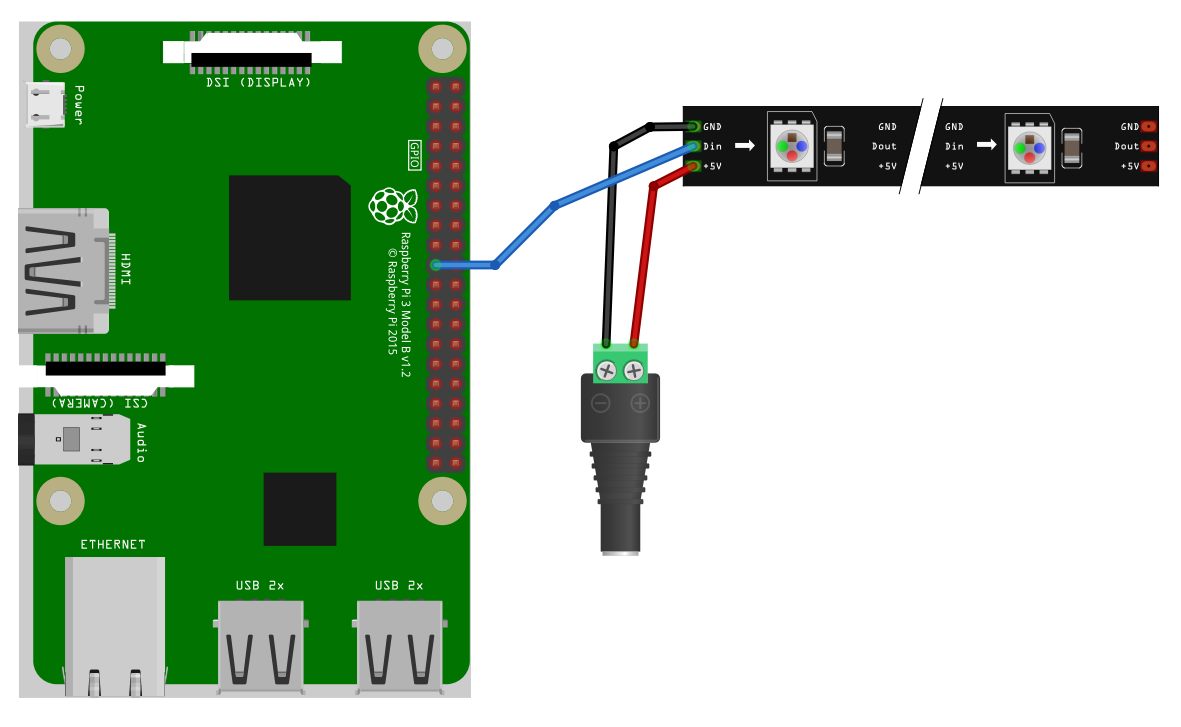 DSI (DISPLAY)
Power
GPIO
HDMI
Raspberry Pi 3 Model B v1.2
© Raspberry Pi 2015
CSI (CAMERA)
Audio
ETHERNET
USB 2x
USB 2x
GND
Din
+5V
GND
Dout
+5V
GND
Din
+5V
GND
Dout
+5V
− +